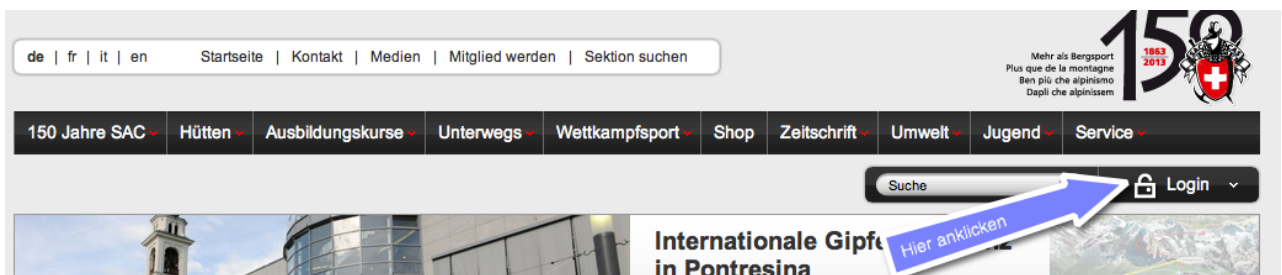 de | fr | it | en Startseite | Kontakt | Medien | Mitglied werden | Sektion suchen
150
1863
2013
Mehr als Bergsport
Plus que de la montagne
Ben più che alpinismo
Dapli che alpinissem
150 Jahre SAC Hütten Ausbildungskurse Unterwegs Wettkampfsport Shop Zeitschrift Umwelt Jugend Service
Suche Login
Hier anklicken
Internationale Gipfe
in Pontresina